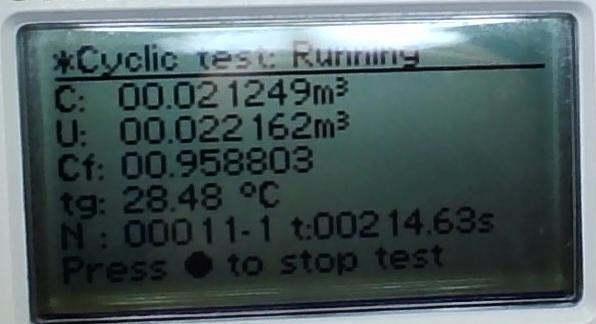 *Cyclic test: Running
C: 00.021249m³
U: 00.022162m³
Cf: 00.958803
tg: 28.48 °C
N : 00011-1 t:00214.63s
Press ● to stop test